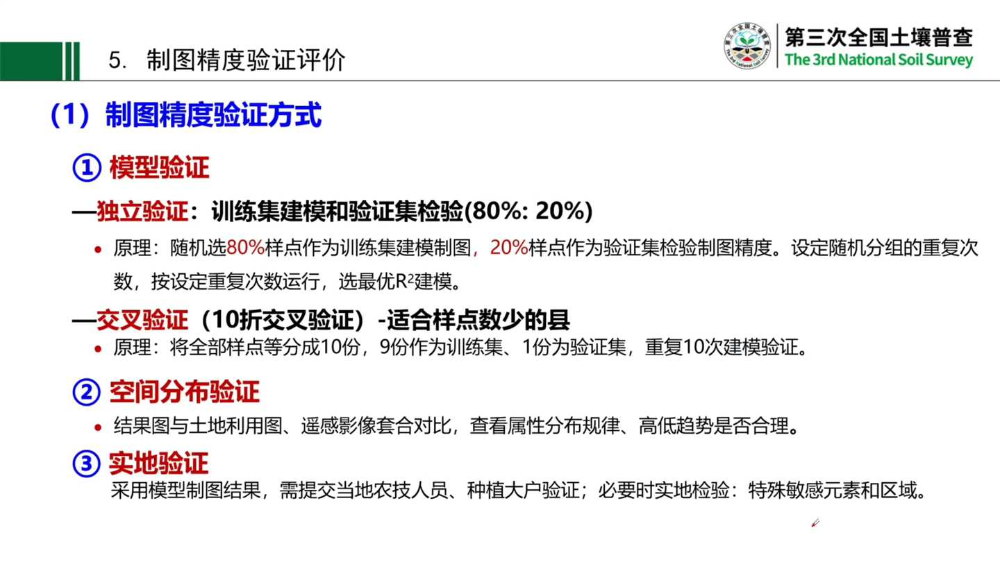 第三次全国土壤普查
The 3rd National Soil Survey
5. 制图精度验证评价
（1）制图精度验证方式
① 模型验证
—独立验证：训练集建模和验证集检验(80%: 20%)
• 原理：随机选80%样点作为训练集建模制图，20%样点作为验证集检验制图精度。设定随机分组的重复次
数，按设定重复次数运行，选最优R²建模。
—交叉验证（10折交叉验证）-适合样点数少的县
• 原理：将全部样点等分成10份，9份作为训练集、1份为验证集，重复10次建模验证。
② 空间分布验证
• 结果图与土地利用图、遥感影像套合对比，查看属性分布规律、高低趋势是否合理。
③ 实地验证
采用模型制图结果，需提交当地农技人员、种植大户验证；必要时实地检验：特殊敏感元素和区域。